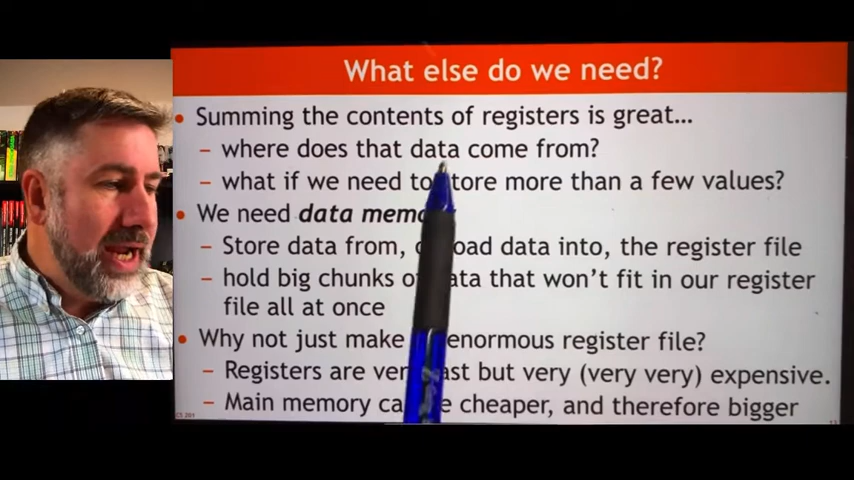 What else do we need?
• Summing the contents of registers is great...
– where does that data come from?
– what if we need to store more than a few values?
• We need data
– Store data from, load data into, the register file
– hold big chunks of data that won't fit in our register
file all at once
• Why not just make enormous register file?
– Registers are very fast but very (very very) expensive.
– Main memory can be cheaper, and therefore bigger
CS 201